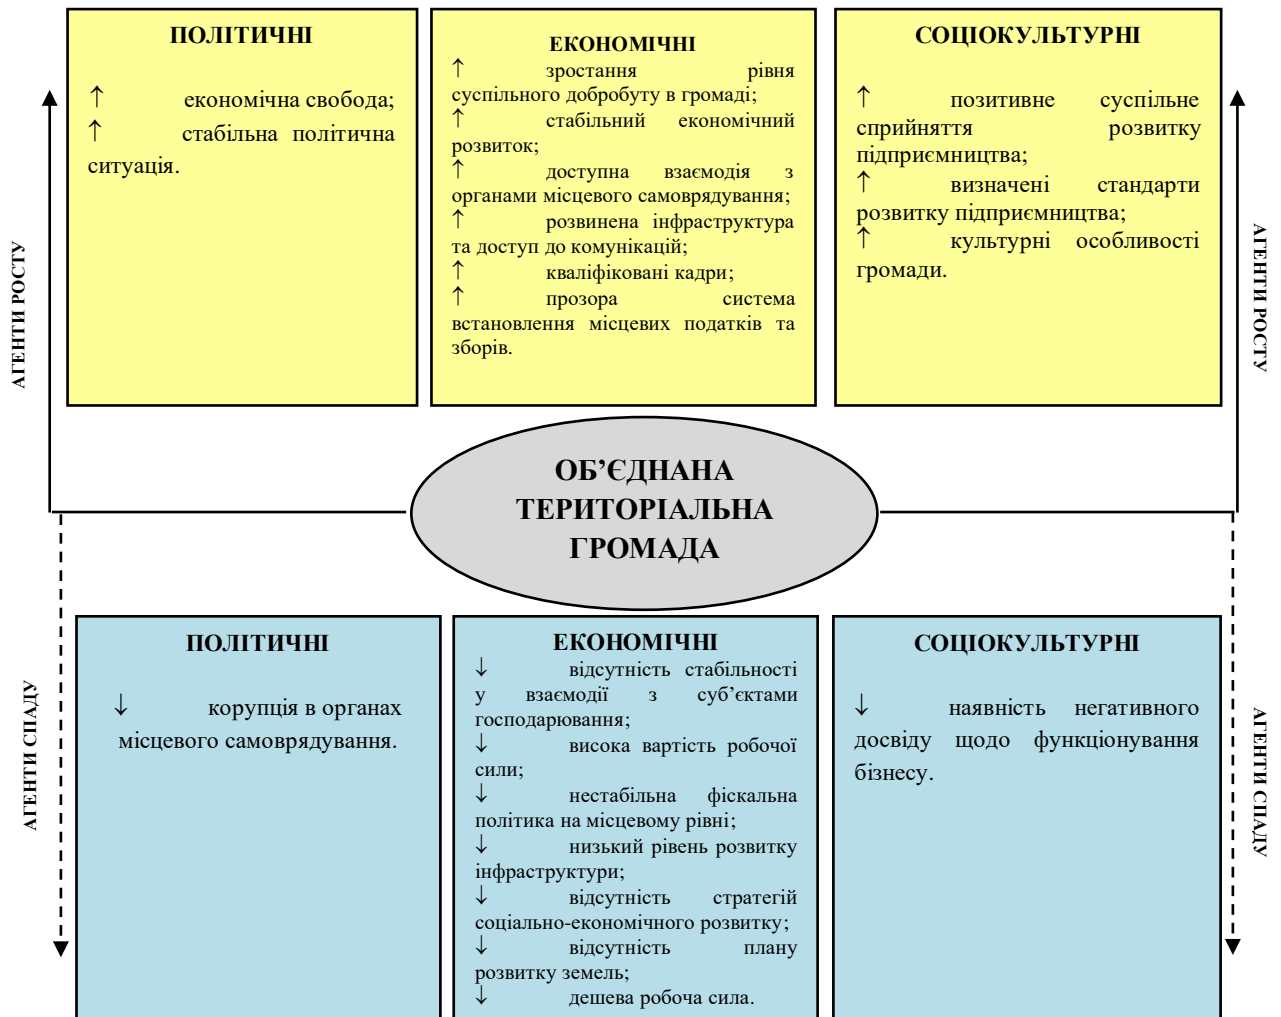 ПОЛІТИЧНІ
↑ економічна свобода;
↑ стабільна політична
ситуація.
ЕКОНОМІЧНІ
↑ зростання рівня
суспільного добробуту в громаді;
↑ стабільний економічний
розвиток;
↑ доступна взаємодія з
органами місцевого самоврядування;
↑ розвинена інфраструктура
та доступ до комунікацій;
↑ кваліфіковані кадри;
↑ прозора система
встановлення місцевих податків та
зборів.
СОЦІОКУЛЬТУРНІ
↑ позитивне суспільне
сприйняття розвитку
підприємництва;
↑ визначені стандарти
розвитку підприємництва;
↑ культурні особливості
громади.
АГЕНТИ РОСТУ
АГЕНТИ РОСТУ
ОБ’ЄДНАНА
ТЕРИТОРІАЛЬНА
ГРОМАДА
ПОЛІТИЧНІ
↓ корупція в органах
місцевого самоврядування.
ЕКОНОМІЧНІ
↓ відсутність стабільності
у взаємодії з суб’єктами
господарювання;
↓ висока вартість робочої
сили;
↓ нестабільна фіскальна
політика на місцевому рівні;
↓ низький рівень розвитку
інфраструктури;
↓ відсутність стратегій
соціально-економічного розвитку;
↓ відсутність плану
розвитку земель;
↓ дешева робоча сила.
СОЦІОКУЛЬТУРНІ
↓ наявність негативного
досвіду щодо функціонування
бізнесу.
АГЕНТИ СПАДУ
АГЕНТИ СПАДУ